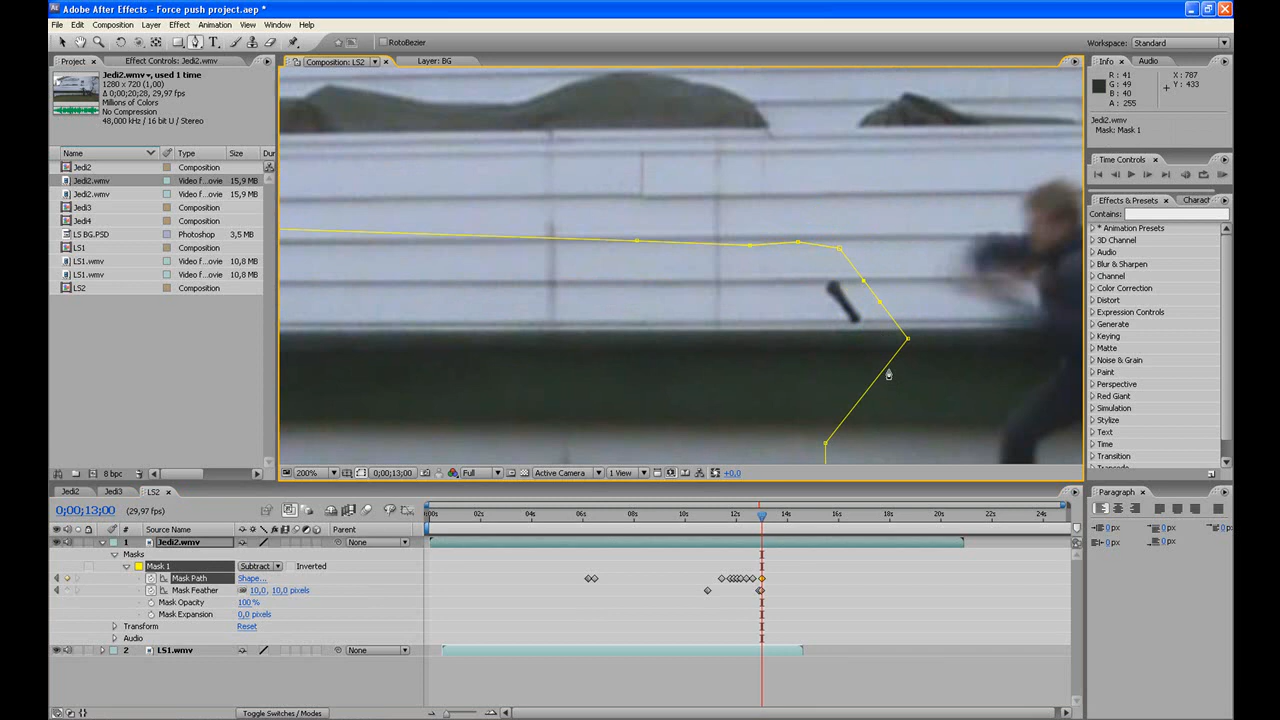 Adobe After Effects - Force push project.aep *
File Edit Composition Layer Effect Animation View Window Help
RotoBezier
Workspace: Standard
Project × Effect Controls: Jedi2.wmv
Jedi2.wmv, used 1 time
1280 x 720 (1,00)
Δ 0;00;20;28, 29,97 fps
Millions of Colors
No Compression
48,000 kHz / 16 bit U / Stereo
Name Type Size Dur
Jedi2 Composition
Jedi2.wmv Video f...ovie 15,9 MB
Jedi2.wmv Video f...ovie 15,9 MB
Jedi3 Composition
Jedi4 Composition
LS BG.PSD Photoshop 3,5 MB
LS1 Composition
LS1.wmv Video f...ovie 10,8 MB
LS1.wmv Video f...ovie 10,8 MB
LS2 Composition
8 bpc
Composition: LS2 × Layer: BG
200% 0;00;13;00 Full Active Camera 1 View +0,0
Info × Audio
R : 41
G : 49
B : 40
A : 255
X : 787
Y : 433
Jedi2.wmv
Mask: Mask 1
Time Controls ×
Effects & Presets × Charact
Contains:
* Animation Presets
3D Channel
Audio
Blur & Sharpen
Channel
Color Correction
Distort
Expression Controls
Generate
Keying
Matte
Noise & Grain
Paint
Perspective
Red Giant
Simulation
Stylize
Text
Time
Transition
Paragraph ×
0 px 0 px 0 px
0 px 0 px
Jedi2 Jedi3 LS2 ×
0;00;13;00 (29,97 fps)
# Source Name Parent
00s 02s 04s 06s 08s 10s 12s 14s 16s 18s 20s 22s 24s
1 Jedi2.wmv None
Masks
Mask 1 Subtract Inverted
Mask Path Shape...
Mask Feather 10,0, 10,0 pixels
Mask Opacity 100 %
Mask Expansion 0,0 pixels
Transform Reset
Audio
2 LS1.wmv None
Toggle Switches / Modes